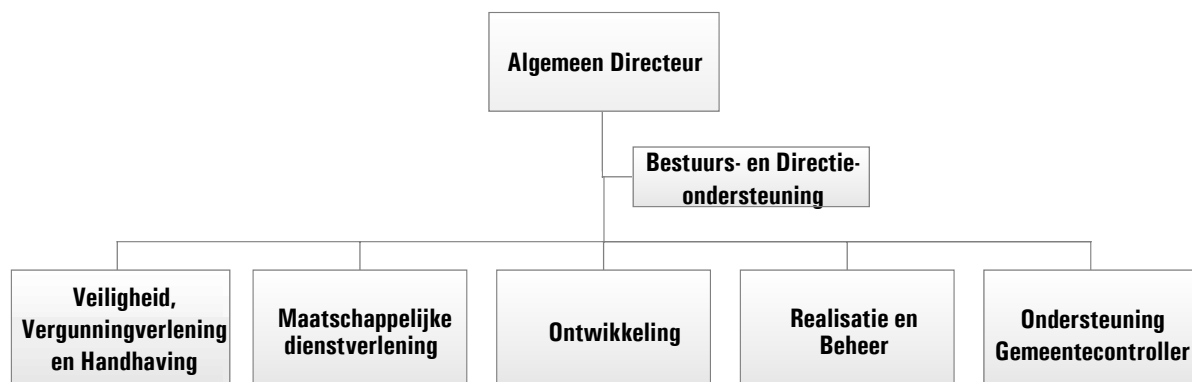 Algemeen Directeur
Bestuurs- en Directie-
ondersteuning
Veiligheid,
Vergunningverlening
en Handhaving
Maatschappelijke
dienstverlening
Ontwikkeling
Realisatie en
Beheer
Ondersteuning
Gemeentecontroller